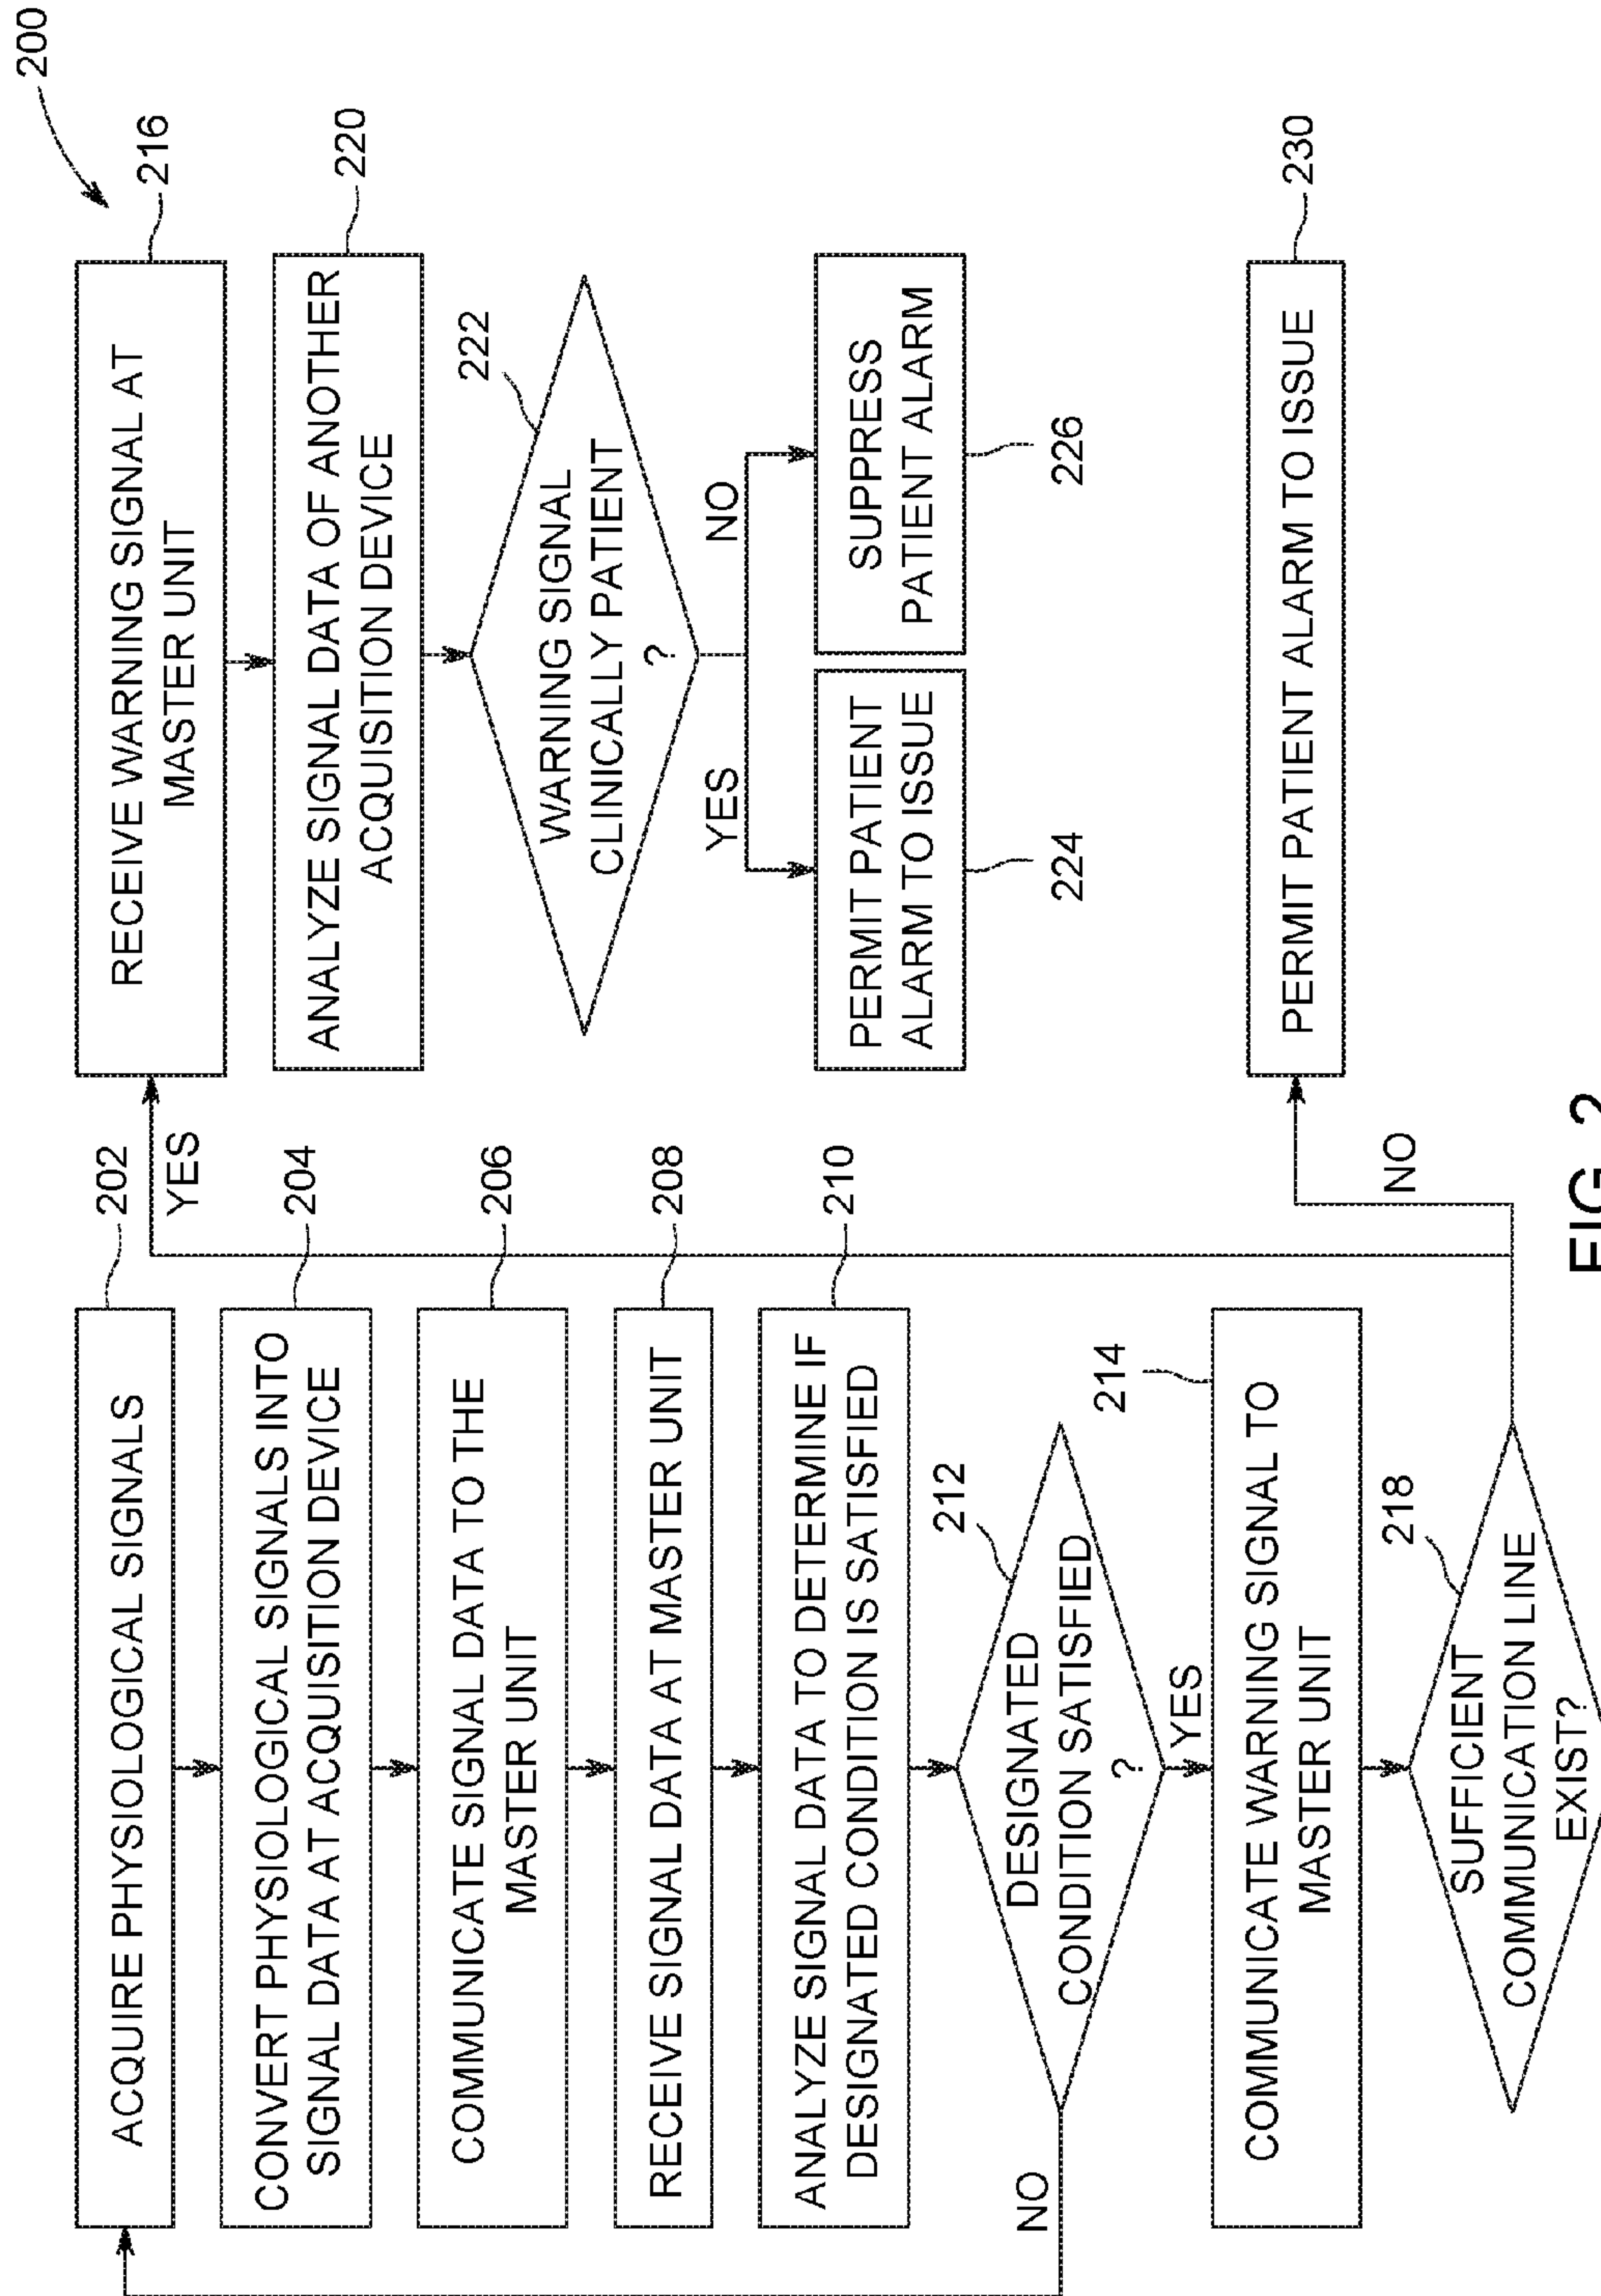 200
ACQUIRE PHYSIOLOGICAL SIGNALS
202
CONVERT PHYSIOLOGICAL SIGNALS INTO
SIGNAL DATA AT ACQUISITION DEVICE
204
COMMUNICATE SIGNAL DATA TO THE
MASTER UNIT
206
RECEIVE SIGNAL DATA AT MASTER UNIT
208
ANALYZE SIGNAL DATA TO DETERMINE IF
DESIGNATED CONDITION IS SATISFIED
210
DESIGNATED
CONDITION SATISFIED
?
212
NO
YES
COMMUNICATE WARNING SIGNAL TO
MASTER UNIT
214
SUFFICIENT
COMMUNICATION LINE
EXIST?
218
YES
NO
RECEIVE WARNING SIGNAL AT
MASTER UNIT
216
ANALYZE SIGNAL DATA OF ANOTHER
ACQUISITION DEVICE
220
WARNING SIGNAL
CLINICALLY PATIENT
?
222
YES
NO
PERMIT PATIENT
ALARM TO ISSUE
224
SUPPRESS
PATIENT ALARM
226
PERMIT PATIENT ALARM TO ISSUE
230
FIG. 2